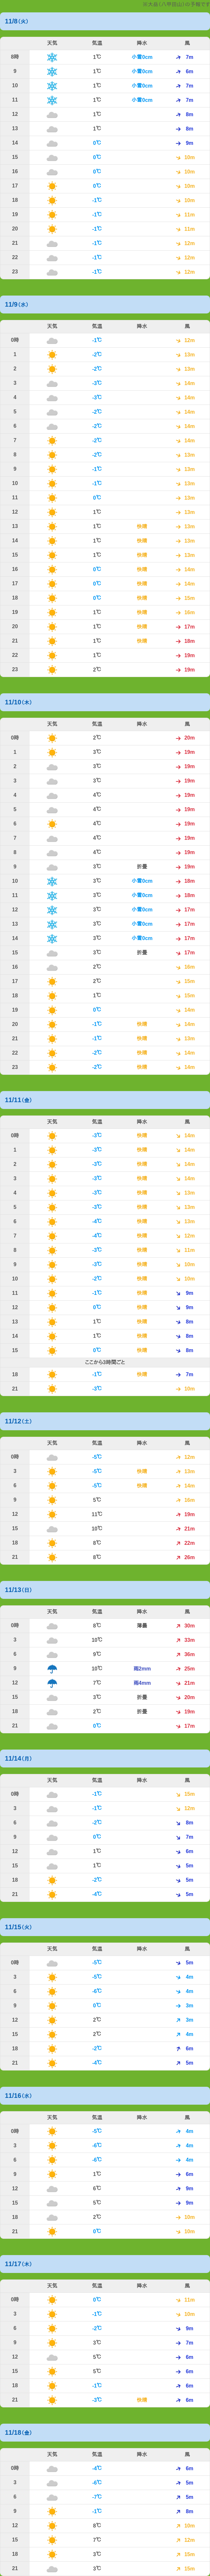 11/8(火)
天気 気温 降水 風
8時 1℃ 小雪0cm 7m
9 1℃ 小雪0cm 6m
10 1℃ 小雪0cm 7m
11 1℃ 小雪0cm 7m
12 1℃ 8m
13 1℃ 8m
14 0℃ 9m
15 0℃ 10m
16 0℃ 10m
17 0℃ 10m
18 -1℃ 10m
19 -1℃ 11m
20 -1℃ 11m
21 -1℃ 12m
22 -1℃ 12m
23 -1℃ 12m
11/9(水)
天気 気温 降水 風
0時 -1℃ 12m
1 -2℃ 13m
2 -2℃ 13m
3 -3℃ 14m
4 -3℃ 14m
5 -2℃ 14m
6 -2℃ 14m
7 -2℃ 14m
8 -2℃ 13m
9 -1℃ 13m
10 -1℃ 13m
11 0℃ 13m
12 1℃ 13m
13 1℃ 快晴 13m
14 1℃ 快晴 13m
15 1℃ 快晴 13m
16 0℃ 快晴 14m
17 0℃ 快晴 14m
18 0℃ 快晴 15m
19 1℃ 快晴 16m
20 1℃ 快晴 17m
21 1℃ 快晴 18m
22 1℃ 19m
23 2℃ 19m
11/10(木)
天気 気温 降水 風
0時 2℃ 20m
1 3℃ 19m
2 3℃ 19m
3 3℃ 19m
4 4℃ 19m
5 4℃ 19m
6 4℃ 19m
7 4℃ 19m
8 4℃ 19m
9 3℃ 折曇 19m
10 3℃ 小雪0cm 18m
11 3℃ 小雪0cm 18m
12 3℃ 小雪0cm 17m
13 3℃ 小雪0cm 17m
14 3℃ 小雪0cm 17m
15 3℃ 折曇 17m
16 2℃ 16m
17 2℃ 15m
18 1℃ 15m
19 0℃ 14m
20 -1℃ 快晴 14m
21 -1℃ 快晴 13m
22 -2℃ 快晴 14m
23 -2℃ 快晴 14m
11/11(金)
天気 気温 降水 風
0時 -3℃ 快晴 14m
1 -3℃ 快晴 14m
2 -3℃ 快晴 14m
3 -3℃ 快晴 14m
4 -3℃ 快晴 13m
5 -3℃ 快晴 13m
6 -4℃ 快晴 13m
7 -4℃ 快晴 12m
8 -3℃ 快晴 11m
9 -3℃ 快晴 10m
10 -2℃ 快晴 10m
11 -1℃ 快晴 9m
12 0℃ 快晴 9m
13 1℃ 快晴 8m
14 1℃ 快晴 8m
15 0℃ 快晴 8m
ここから3時間ごと
18 -1℃ 快晴 7m
21 -3℃ 10m
11/12(土)
天気 気温 降水 風
0時 -5℃ 12m
3 -5℃ 快晴 13m
6 -5℃ 快晴 14m
9 5℃ 16m
12 11℃ 19m
15 10℃ 21m
18 8℃ 22m
21 8℃ 26m
11/13(日)
天気 気温 降水 風
0時 8℃ 薄曇 30m
3 10℃ 33m
6 9℃ 36m
9 10℃ 雨2mm 25m
12 7℃ 雨4mm 21m
15 3℃ 折曇 20m
18 2℃ 折曇 19m
21 0℃ 17m
11/14(月)
天気 気温 降水 風
0時 -1℃ 15m
3 -1℃ 12m
6 -2℃ 8m
9 0℃ 7m
12 1℃ 6m
15 1℃ 5m
18 -2℃ 5m
21 -4℃ 5m
11/15(火)
天気 気温 降水 風
0時 -5℃ 5m
3 -5℃ 4m
6 -6℃ 4m
9 0℃ 3m
12 2℃ 3m
15 2℃ 4m
18 -2℃ 6m
21 -4℃ 5m
11/16(水)
天気 気温 降水 風
0時 -5℃ 4m
3 -6℃ 4m
6 -6℃ 4m
9 1℃ 6m
12 6℃ 9m
15 5℃ 9m
18 2℃ 10m
21 0℃ 10m
11/17(木)
天気 気温 降水 風
0時 0℃ 11m
3 -1℃ 10m
6 -2℃ 9m
9 3℃ 7m
12 5℃ 6m
15 5℃ 6m
18 -1℃ 6m
21 -3℃ 快晴 6m
11/18(金)
天気 気温 降水 風
0時 -4℃ 6m
3 -6℃ 5m
6 -7℃ 5m
9 -1℃ 8m
12 8℃ 10m
15 7℃ 12m
18 3℃ 15m
21 3℃ 15m